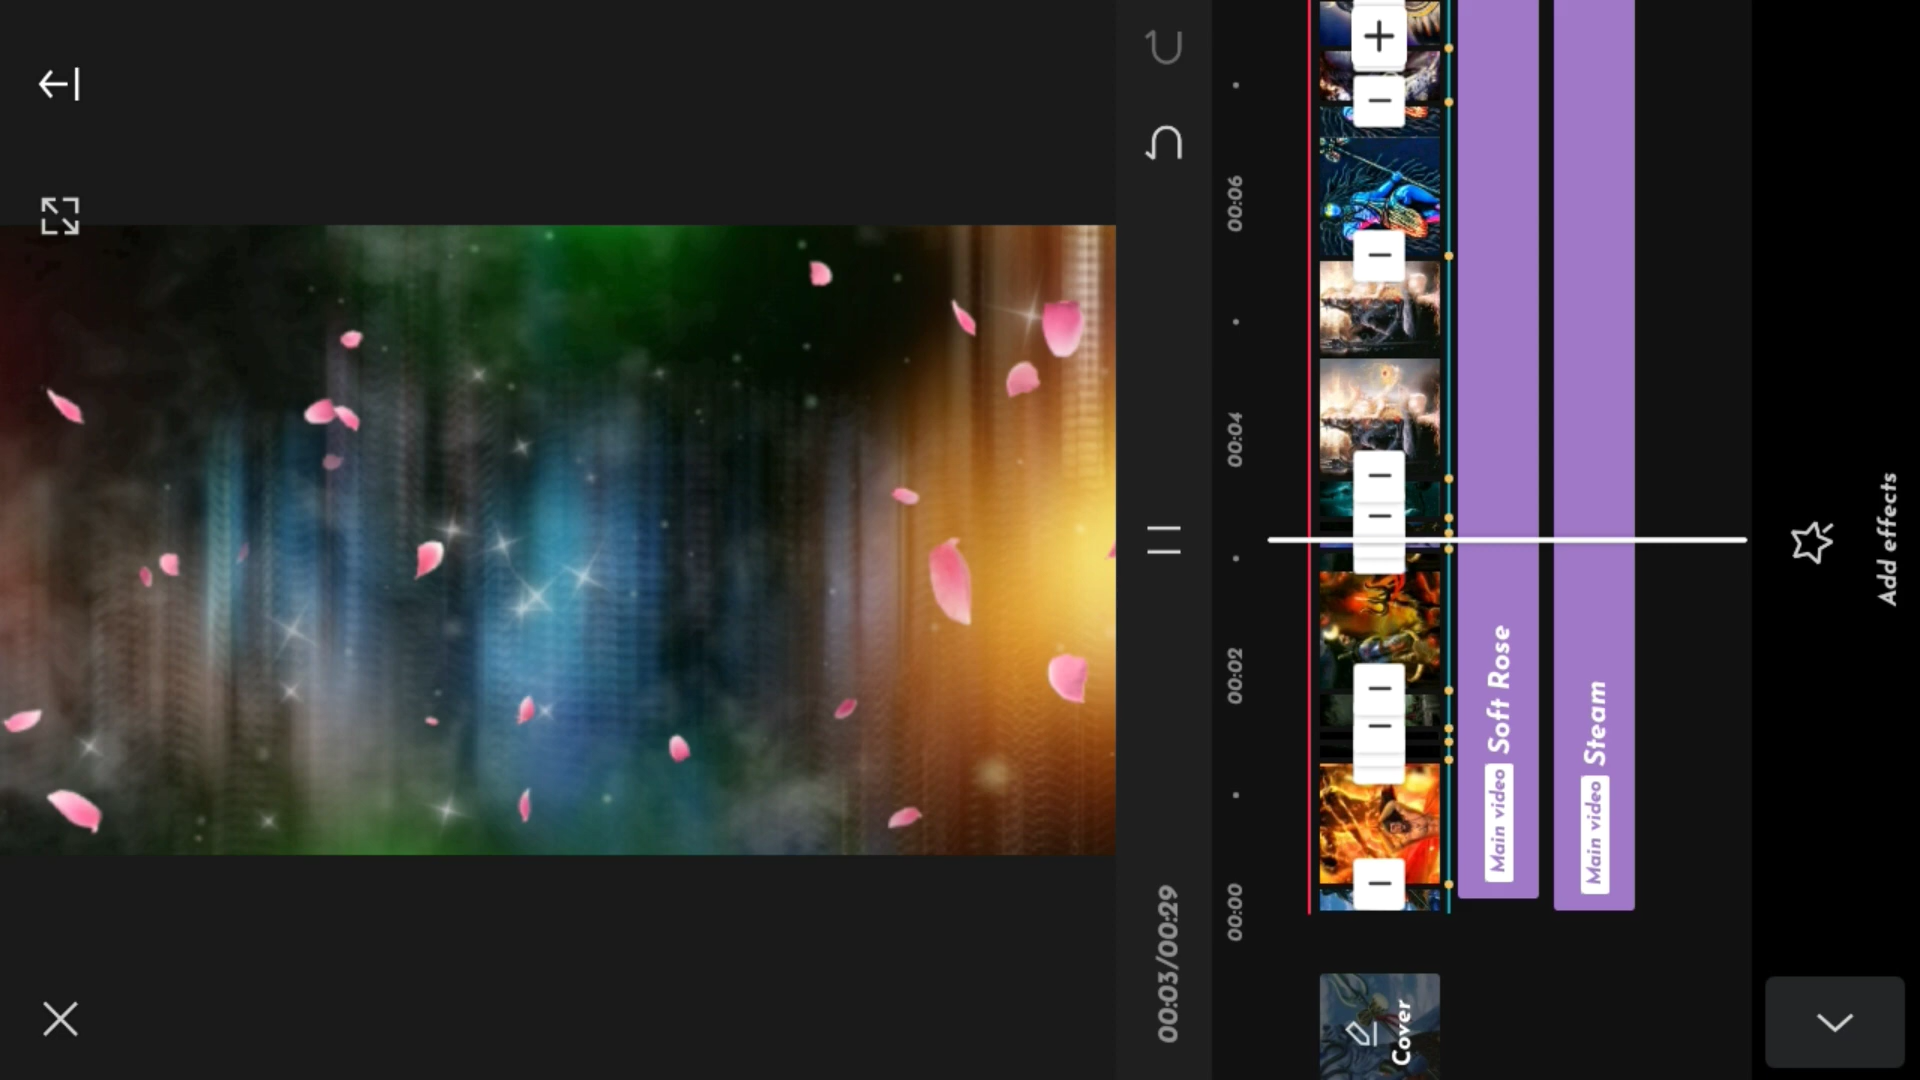 00:03/00:29
00:00
00:02
00:04
00:06
Cover
Main video Soft Rose
Main video Steam
Add effects